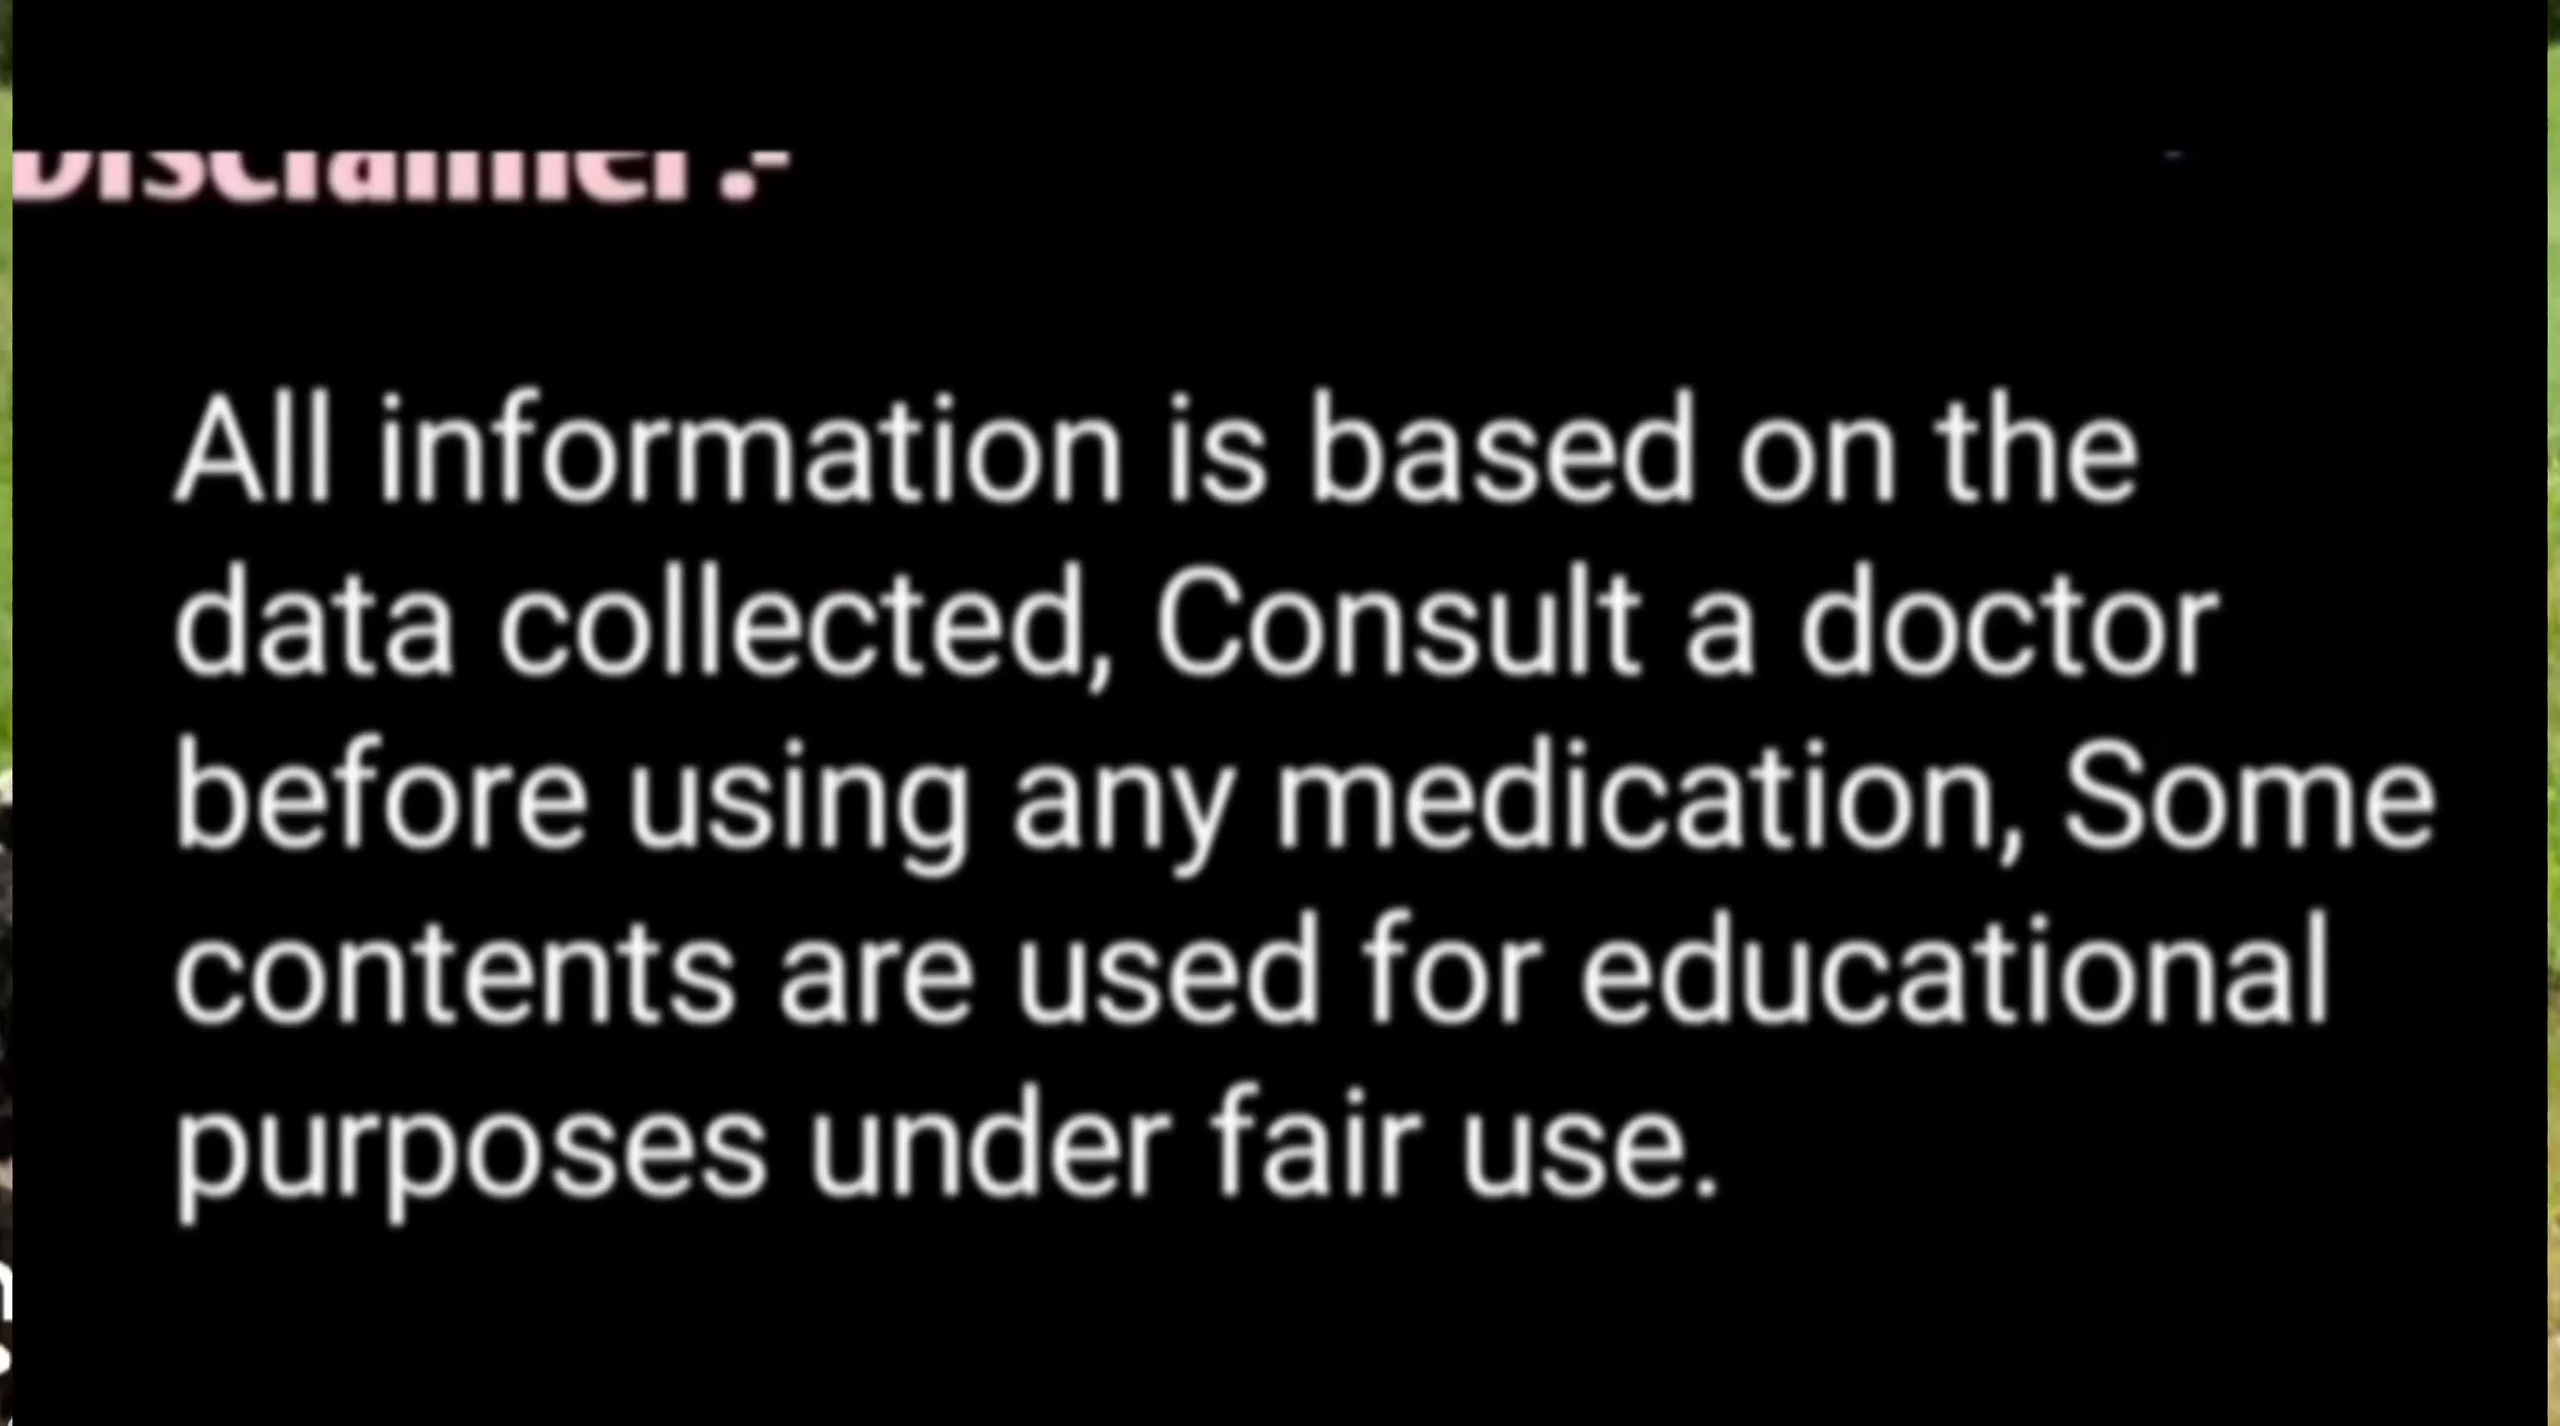 Disclaimer:-
All information is based on the
data collected, Consult a doctor
before using any medication, Some
contents are used for educational
purposes under fair use.